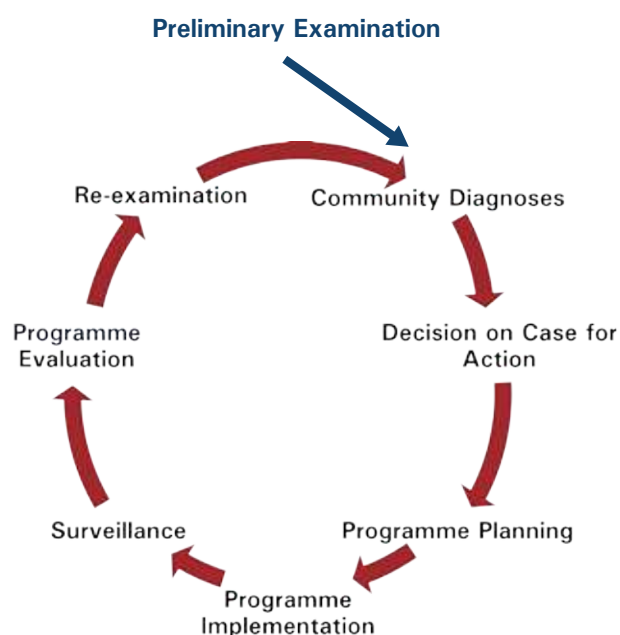 Preliminary Examination
Re-examination
Community Diagnoses
Programme
Evaluation
Decision on Case for
Action
Surveillance
Programme Planning
Programme
Implementation